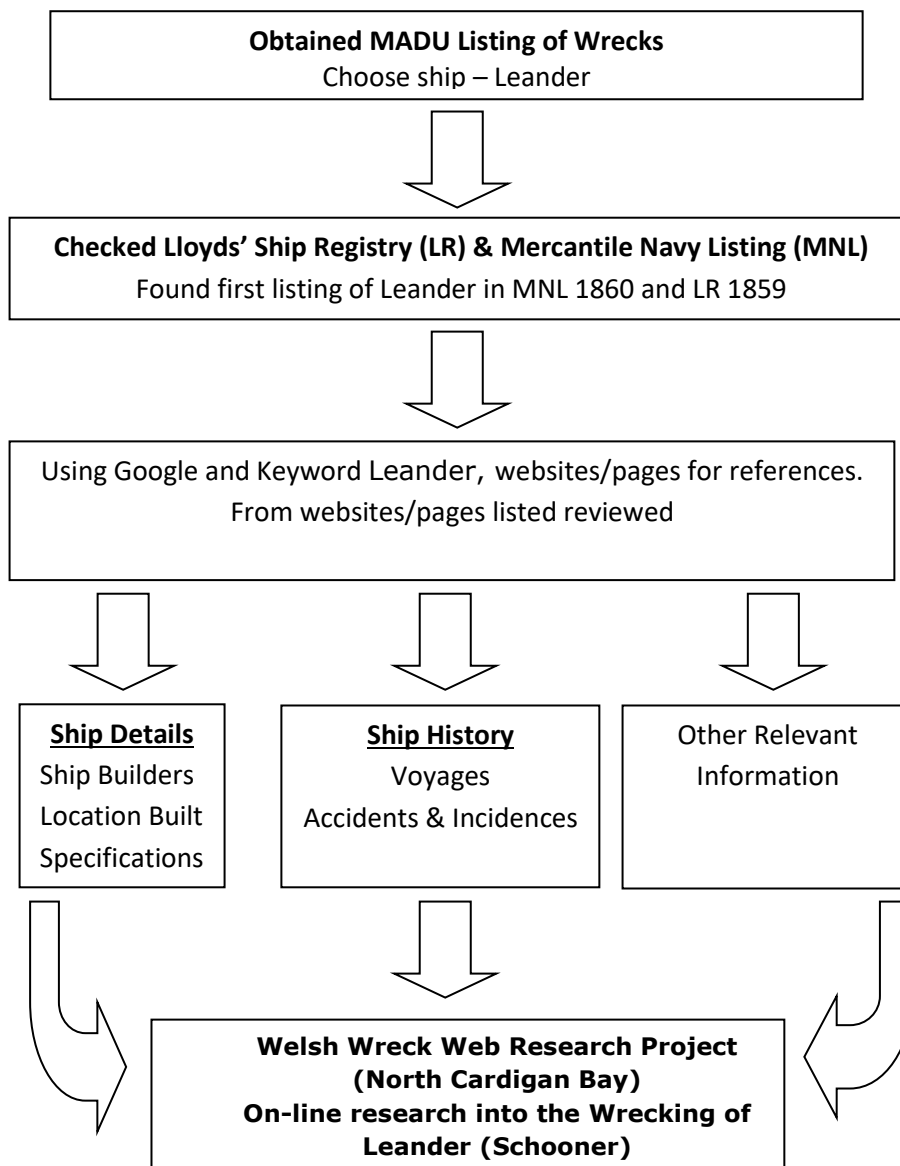 Obtained MADU Listing of Wrecks
Choose ship – Leander
Checked Lloyds’ Ship Registry (LR) & Mercantile Navy Listing (MNL)
Found first listing of Leander in MNL 1860 and LR 1859
Using Google and Keyword Leander, websites/pages for references.
From websites/pages listed reviewed
Ship Details
Ship Builders
Location Built
Specifications
Ship History
Voyages
Accidents & Incidences
Other Relevant
Information
Welsh Wreck Web Research Project
(North Cardigan Bay)
On-line research into the Wrecking of
Leander (Schooner)